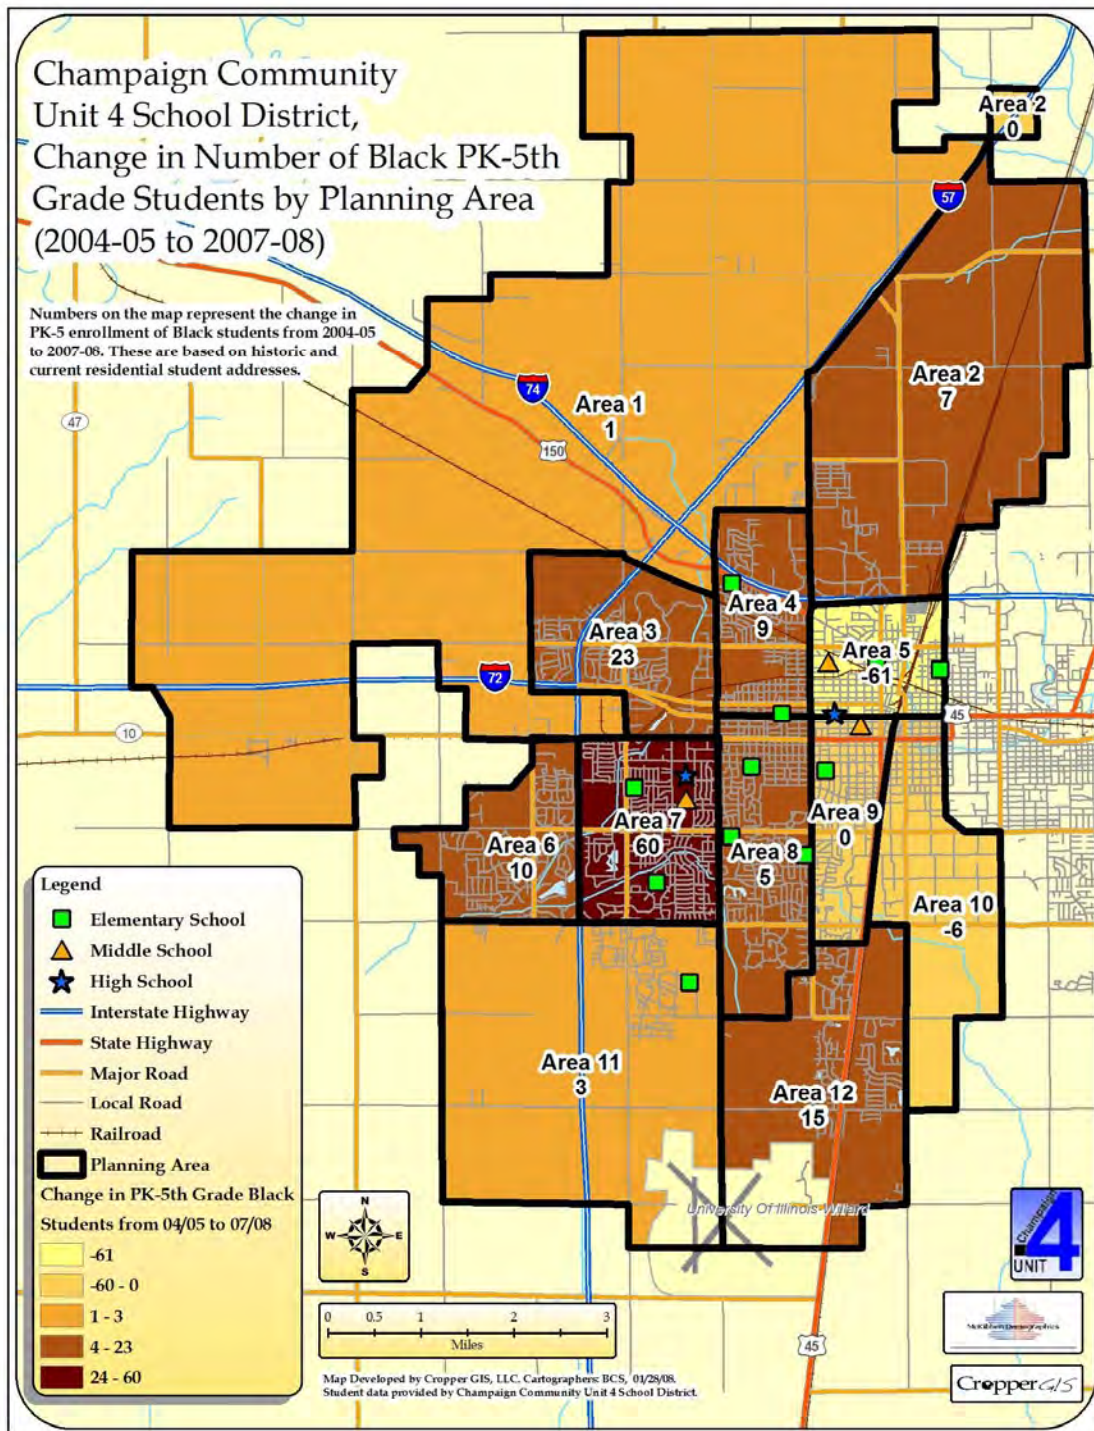 Champaign Community
Unit 4 School District,
Change in Number of Black PK-5th
Grade Students by Planning Area
(2004-05 to 2007-08)
Numbers on the map represent the change in
PK-5 enrollment of Black students from 2004-05
to 2007-08. These are based on historic and
current residential student addresses.
Area 2
0
57
Area 2
7
74
Area 1
1
47
150
Area 4
9
Area 3
23
Area 5
-61
72
45
10
Area 9
0
Area 7
60
Area 6
10
Area 8
5
Area 10
-6
Area 11
3
Area 12
15
University Of Illinois-Willard
45
Legend
Elementary School
Middle School
High School
Interstate Highway
State Highway
Major Road
Local Road
Railroad
Planning Area
Change in PK-5th Grade Black
Students from 04/05 to 07/08
-61
-60 - 0
1 - 3
4 - 23
24 - 60
N
W E
S
0 0.5 1 2 3
Miles
Map Developed by Cropper GIS, LLC. Cartographers: BCS, 01/28/08.
Student data provided by Champaign Community Unit 4 School District.
Champaign
4
UNIT
McKibben Demographics
Cropper GIS